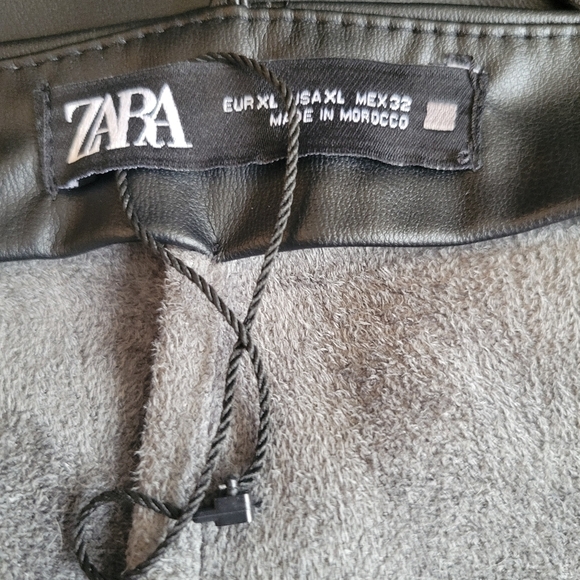 ZARA
EUR XL USA XL MEX 32
MADE IN MOROCCO